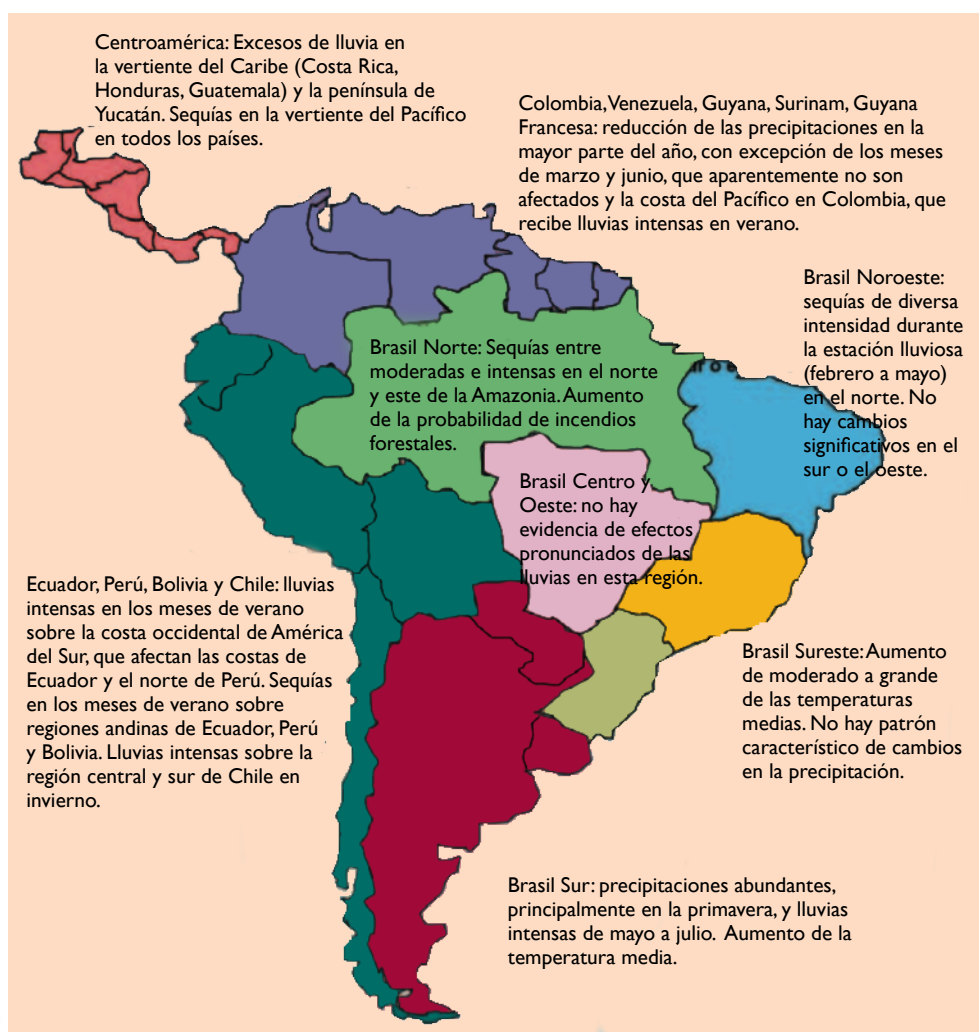 Centroamérica: Excesos de lluvia en
la vertiente del Caribe (Costa Rica,
Honduras, Guatemala) y la península de
Yucatán. Sequías en la vertiente del Pacífico
en todos los países.
Colombia, Venezuela, Guyana, Surinam, Guyana
Francesa: reducción de las precipitaciones en la
mayor parte del año, con excepción de los meses
de marzo y junio, que aparentemente no son
afectados y la costa del Pacífico en Colombia, que
recibe lluvias intensas en verano.
Brasil Noroeste:
sequías de diversa
intensidad durante
la estación lluviosa
(febrero a mayo)
en el norte. No
hay cambios
significativos en el
sur o el oeste.
Brasil Norte: Sequías entre
moderadas e intensas en el norte
y este de la Amazonia. Aumento
de la probabilidad de incendios
forestales.
Brasil Centro y
Oeste: no hay
evidencia de efectos
pronunciados de las
lluvias en esta región.
Ecuador, Perú, Bolivia y Chile: lluvias
intensas en los meses de verano
sobre la costa occidental de América
del Sur, que afectan las costas de
Ecuador y el norte de Perú. Sequías
en los meses de verano sobre
regiones andinas de Ecuador, Perú
y Bolivia. Lluvias intensas sobre la
región central y sur de Chile en
invierno.
Brasil Sureste: Aumento
de moderado a grande
de las temperaturas
medias. No hay patrón
característico de cambios
en la precipitación.
Brasil Sur: precipitaciones abundantes,
principalmente en la primavera, y lluvias
intensas de mayo a julio. Aumento de la
temperatura media.